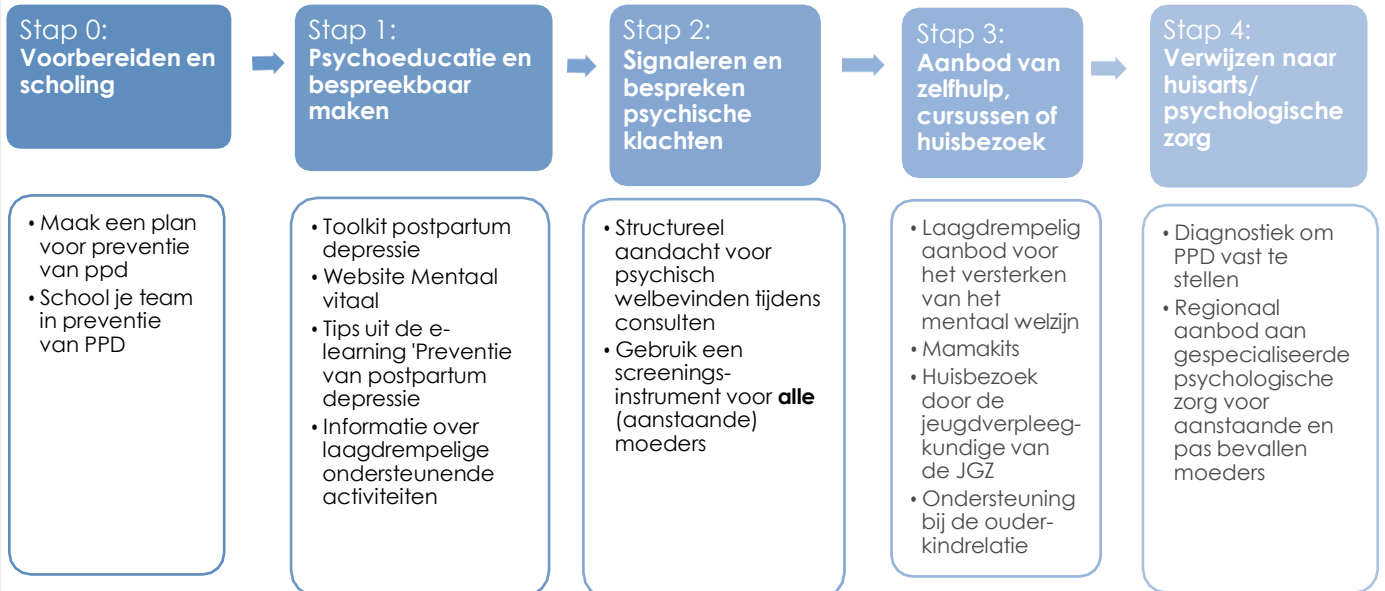 Stap 0:
Voorbereiden en
scholing
Stap 1:
Psychoeducatie en
bespreekbaar
maken
Stap 2:
Signaleren en
bespreken
psychische
klachten
Stap 3:
Aanbod van
zelfhulp,
cursussen of
huisbezoek
Stap 4:
Verwijzen naar
huisarts/
psychologische
zorg
• Maak een plan
voor preventie
van ppd
• School je team
in preventie
van PPD
• Toolkit postpartum
depressie
• Website Mentaal
vitaal
• Tips uit de e-
learning 'Preventie
van postpartum
depressie
• Informatie over
laagdrempelige
ondersteunende
activiteiten
• Structureel
aandacht voor
psychisch
welbevinden tijdens
consulten
• Gebruik een
screenings-
instrument voor alle
(aanstaande)
moeders
• Laagdrempelig
aanbod voor
het versterken
van het
mentaal welzijn
• Mamakits
• Huisbezoek
door de
jeugdverpleeg-
kundige van
de JGZ
• Ondersteuning
bij de ouder-
kindrelatie
• Diagnostiek om
PPD vast te
stellen
• Regionaal
aanbod aan
gespecialiseerde
psychologische
zorg voor
aanstaande en
pas bevallen
moeders